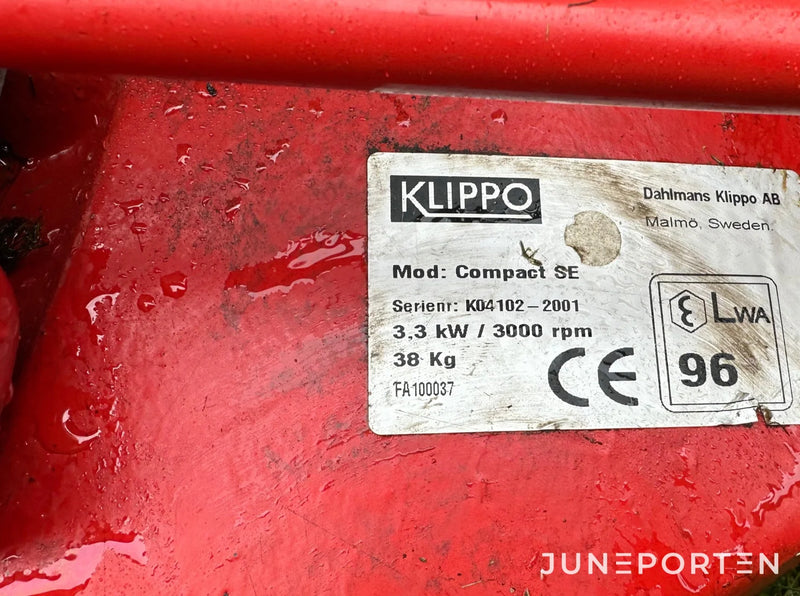 KLIPPO
Dahlmans Klippo AB
Malmö, Sweden.
Mod: Compact SE
Serienr: K04102-2001
3,3 kW / 3000 rpm
38 Kg
FA100037
CE
LWA
96
JUNEPORTEN